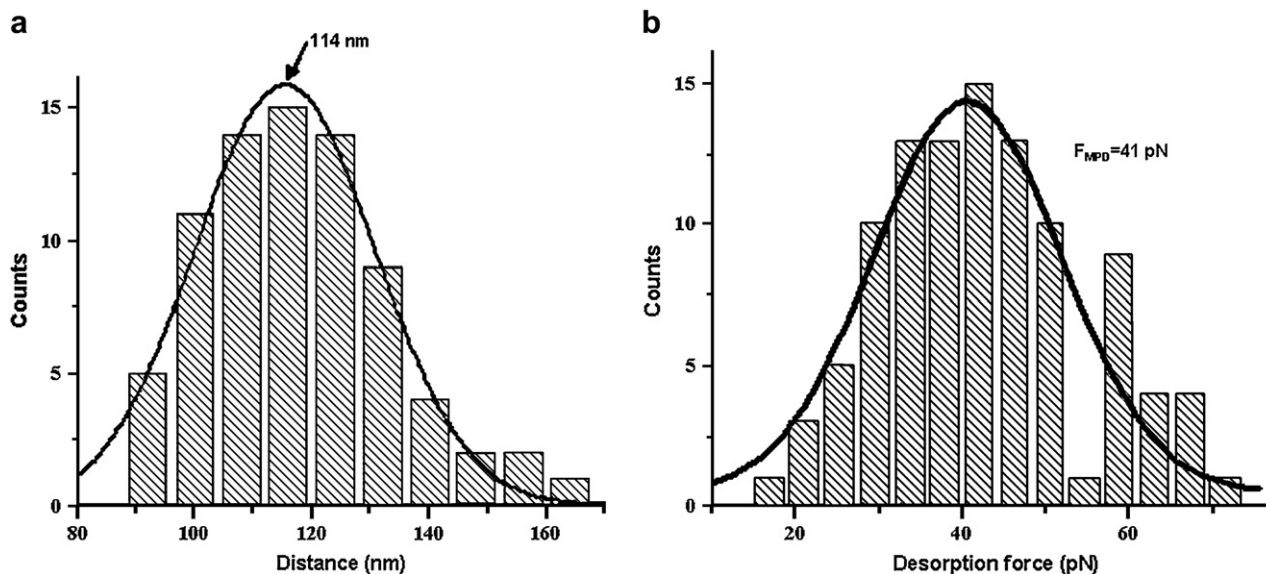 a
114 nm
15
10
5
0
Counts
80 100 120 140 160
Distance (nm)
b
F_MPD=41 pN
15
10
5
0
Counts
20 40 60
Desorption force (pN)